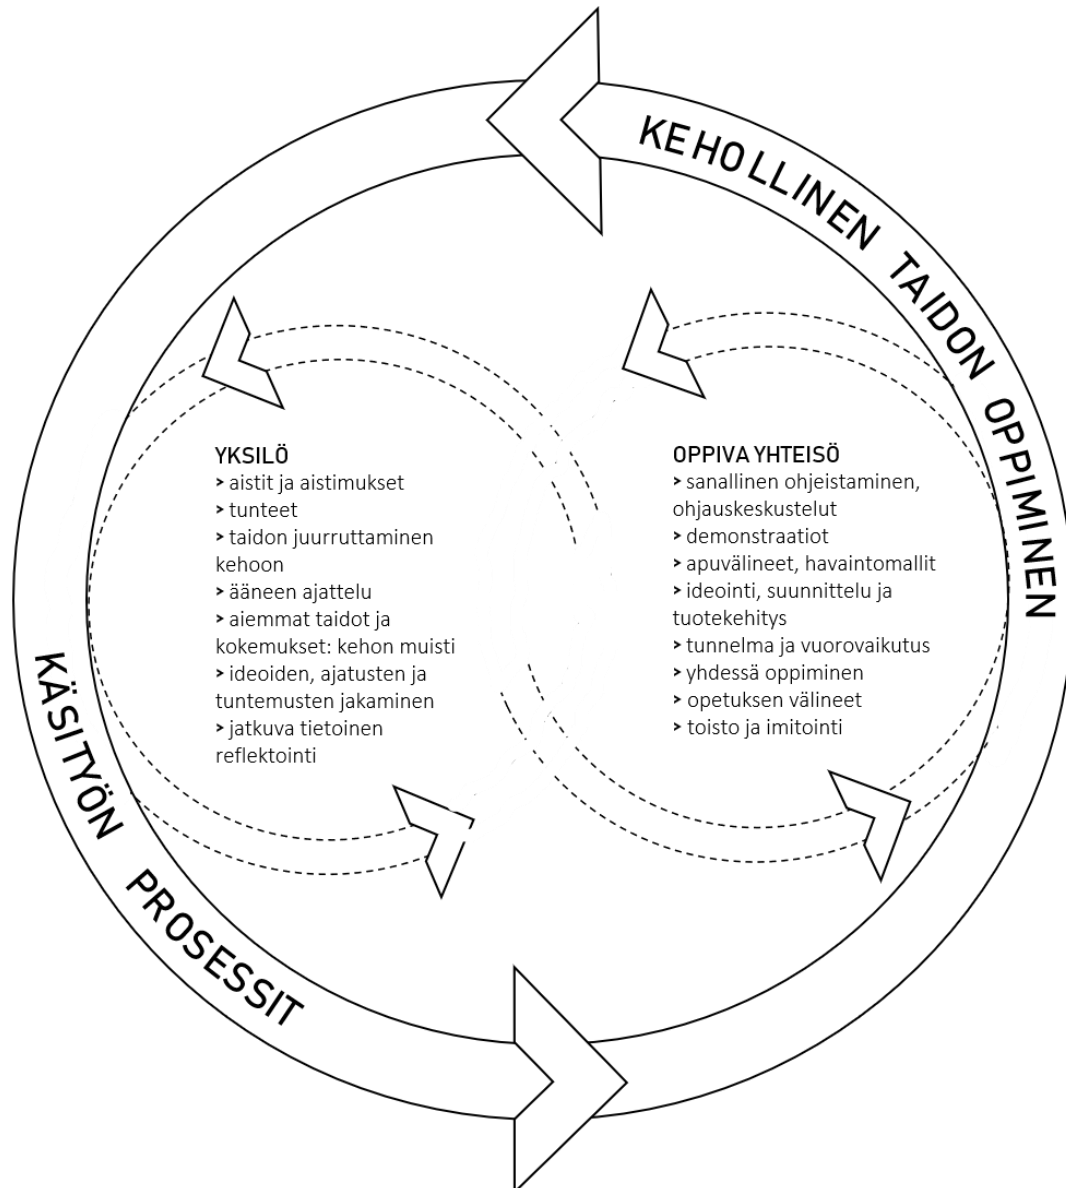 KEHOLLINEN TAIDON OPPIMINEN
YKSILÖ
> aistit ja aistimukset
> tunteet
> taidon juurruttaminen
kehoon
> ääneen ajattelu
> aiemmat taidot ja
kokemukset: kehon muisti
> ideoiden, ajatusten ja
tuntemusten jakaminen
> jatkuva tietoinen
reflektointi
OPPIVA YHTEISÖ
> sanallinen ohjeistaminen,
ohjauskeskustelut
> demonstraatiot
> apuvälineet, havaintomallit
> ideointi, suunnittelu ja
tuotekehitys
> tunnelma ja vuorovaikutus
> yhdessä oppiminen
> opetuksen välineet
> toisto ja imitointi
KÄSITYÖN PROSESSIT